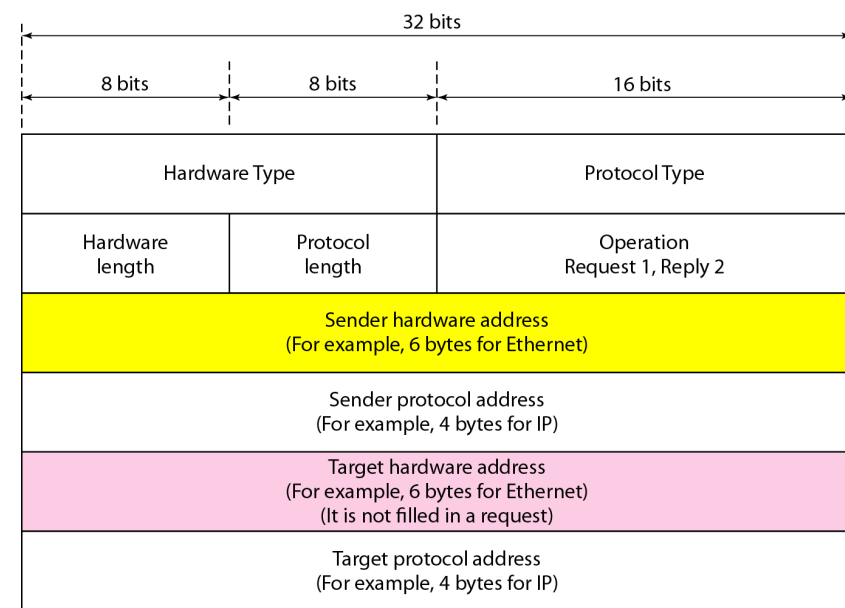 32 bits
8 bits
8 bits
16 bits
Hardware Type
Protocol Type
Hardware
length
Protocol
length
Operation
Request 1, Reply 2
Sender hardware address
(For example, 6 bytes for Ethernet)
Sender protocol address
(For example, 4 bytes for IP)
Target hardware address
(For example, 6 bytes for Ethernet)
(It is not filled in a request)
Target protocol address
(For example, 4 bytes for IP)